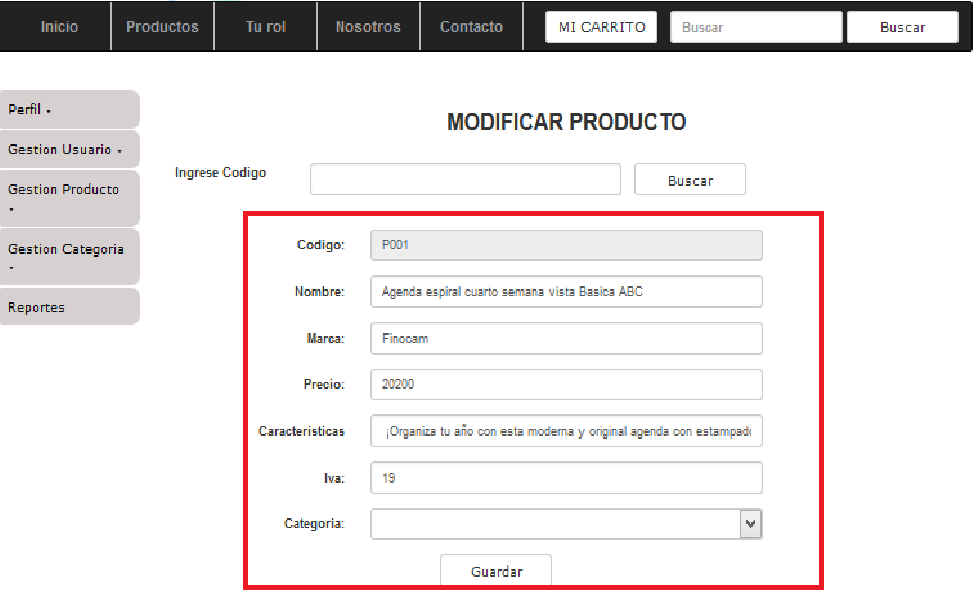 Inicio Productos Tu rol Nosotros Contacto MI CARRITO Buscar Buscar
Perfil
MODIFICAR PRODUCTO
Gestion Usuario
Ingrese Codigo Buscar
Gestion Producto
Gestion Categoria
Reportes
Codigo: P001
Nombre: Agenda espiral cuarto semana vista Basica ABC
Marca: Finocam
Precio: 20200
Caracteristicas ¡Organiza tu año con esta moderna y original agenda con estampado
Iva: 19
Categoria:
Guardar